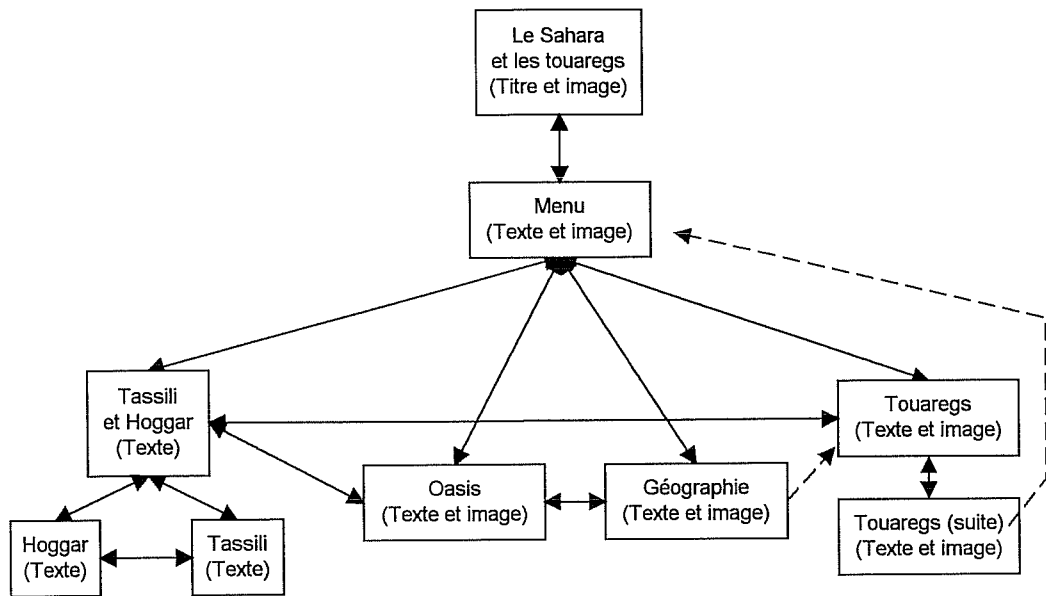 Le Sahara
et les touaregs
(Titre et image)
Menu
(Texte et image)
Tassili
et Hoggar
(Texte)
Touaregs
(Texte et image)
Oasis
(Texte et image)
Géographie
(Texte et image)
Hoggar
(Texte)
Tassili
(Texte)
Touaregs (suite)
(Texte et image)